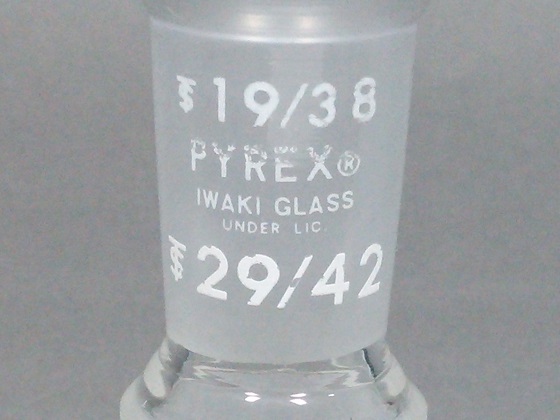 19/38
PYREX®
IWAKI GLASS
UNDER LIC.
29/42